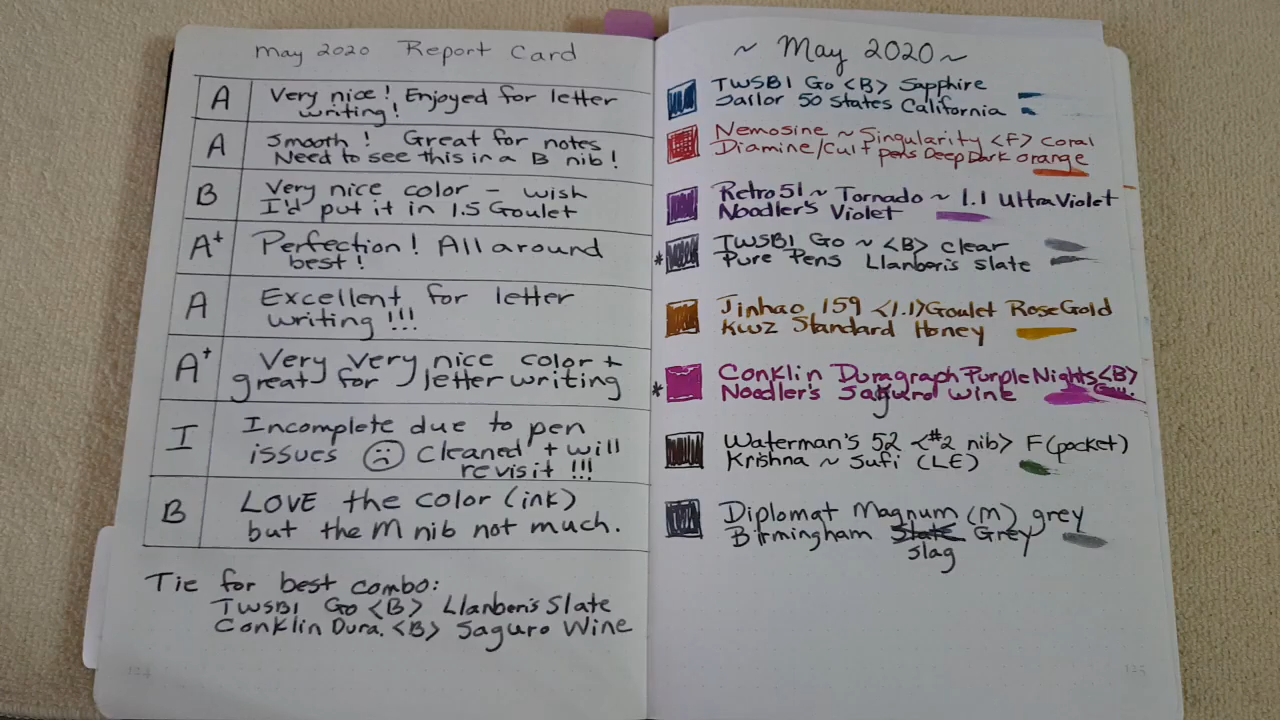 May 2020 Report Card
A Very nice! Enjoyed for letter
writing!
A Smooth! Great for notes
Need to see this in a B nib!
B Very nice color - wish
I'd put it in 1.5 Goulet
A+ Perfection! All around
best!
A Excellent for letter
writing!!!
A+ Very very nice color +
great for letter writing
I Incomplete due to pen
issues ☹ cleaned + will
revisit!!!
B LOVE the color (ink)
but the M nib not much.
Tie for best combo:
TWSBI Go <B> Llanberis Slate
Conklin Dura. <B> Saguro Wine
124
~ May 2020 ~
TWSBI Go <B> Sapphire
Sailor 50 States California
Nemosine ~ Singularity <F> coral
Diamine/Cult pens Deep Dark orange
Retro51 ~ Tornado ~ 1.1 UltraViolet
Noodler's Violet
* TWSBI Go ~ <B> clear
Pure Pens Llanberis slate
Jinhao 159 <1.1> Goulet RoseGold
KWZ Standard Honey
* Conklin Duragraph Purple Nights <B>
Noodler's Saguro wine Gou.
Waterman's 52 <#2 nib> F (pocket)
Krishna ~ Sufi (LE)
Diplomat Magnum (M) grey
Birmingham State Grey
slag
125